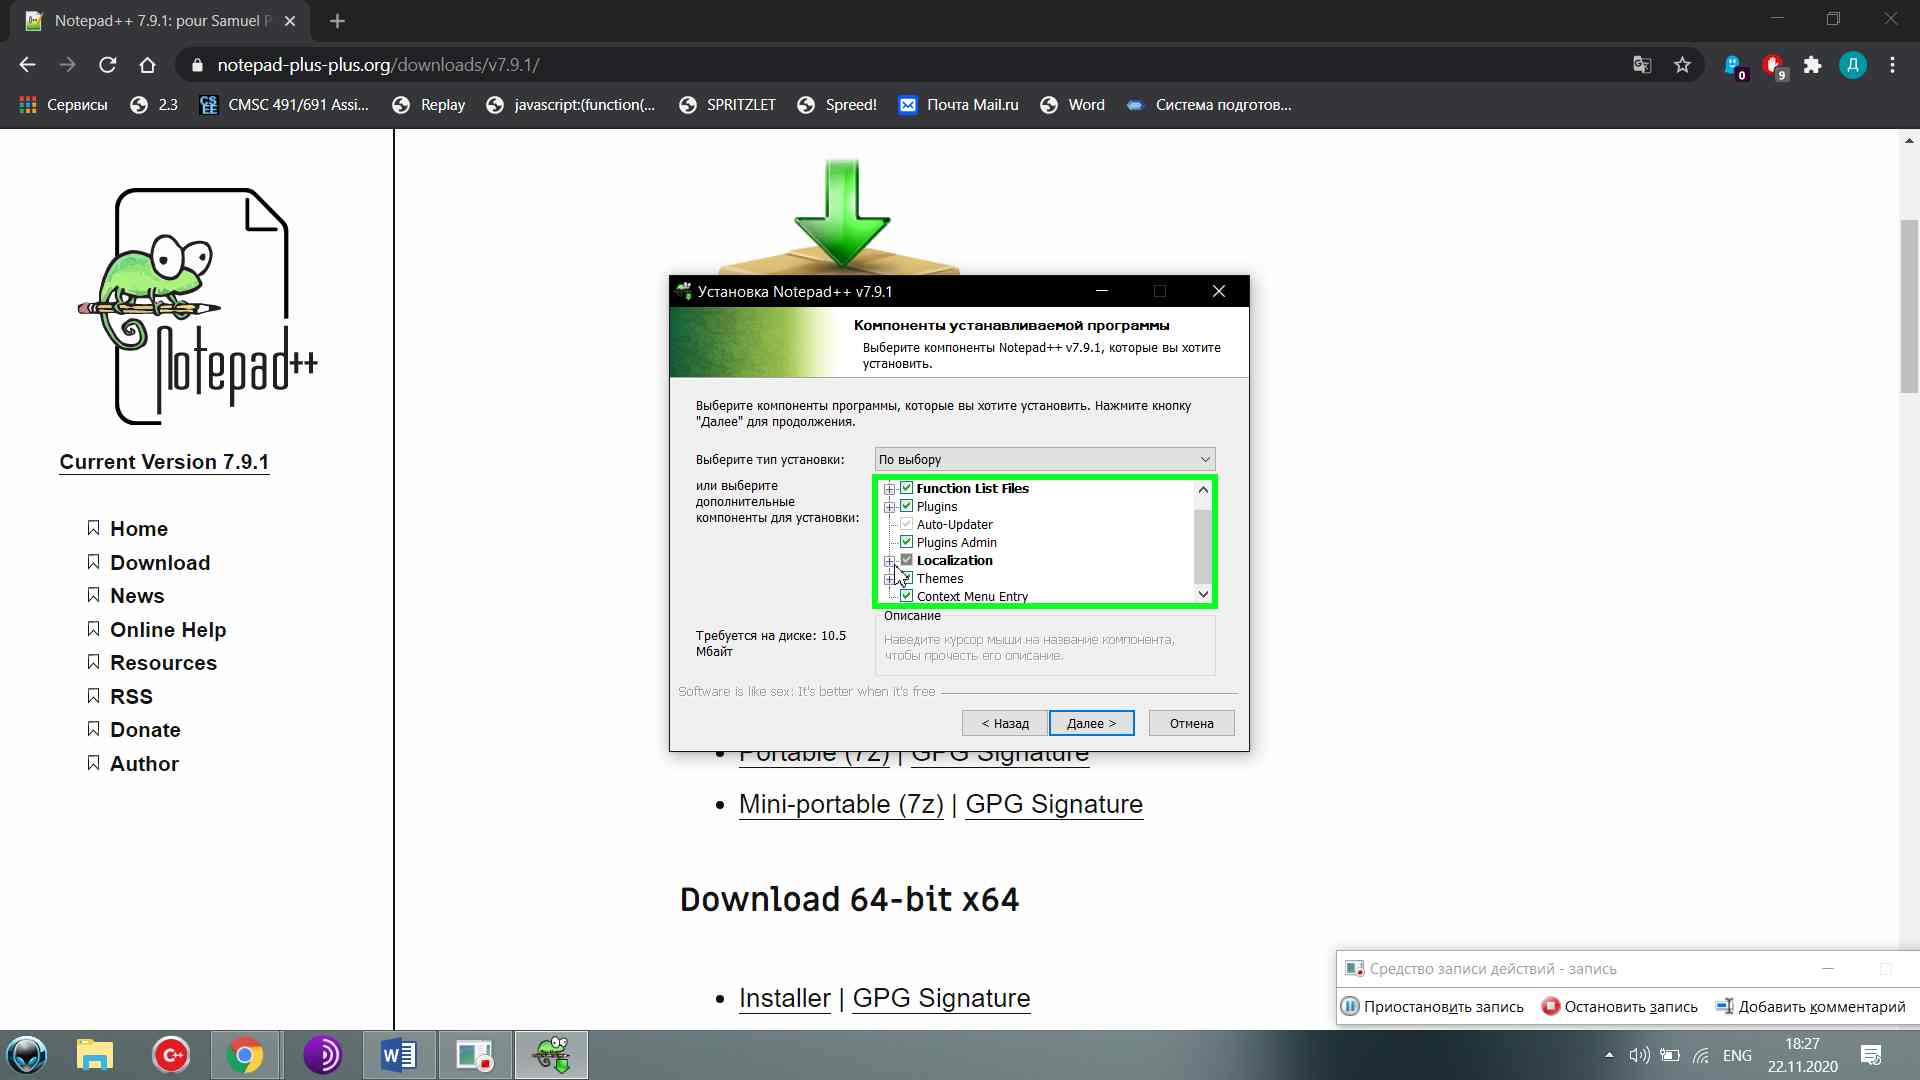 Notepad++ 7.9.1: pour Samuel P
notepad-plus-plus.org/downloads/v7.9.1/
0
9
Д
Сервисы
2.3
CMSC 491/691 Assi...
Replay
javascript:(function(...
SPRITZLET
Spreed!
Почта Mail.ru
Word
Система подготов...
Notepad++
Current Version 7.9.1
Home
Download
News
Online Help
Resources
RSS
Donate
Author
Установка Notepad++ v7.9.1
Компоненты устанавливаемой программы
Выберите компоненты Notepad++ v7.9.1, которые вы хотите
установить.
Выберите компоненты программы, которые вы хотите установить. Нажмите кнопку
"Далее" для продолжения.
Выберите тип установки:
По выбору
или выберите
дополнительные
компоненты для установки:
Function List Files
Plugins
Auto-Updater
Plugins Admin
Localization
Themes
Context Menu Entry
Требуется на диске: 10.5
Мбайт
Описание
Наведите курсор мыши на название компонента,
чтобы прочесть его описание.
Software is like sex: It's better when it's free
< Назад
Далее >
Отмена
Portable (7z) | GPG Signature
Mini-portable (7z) | GPG Signature
Download 64-bit x64
Installer | GPG Signature
Средство записи действий - запись
Приостановить запись
Остановить запись
Добавить комментарий
ENG
18:27
22.11.2020